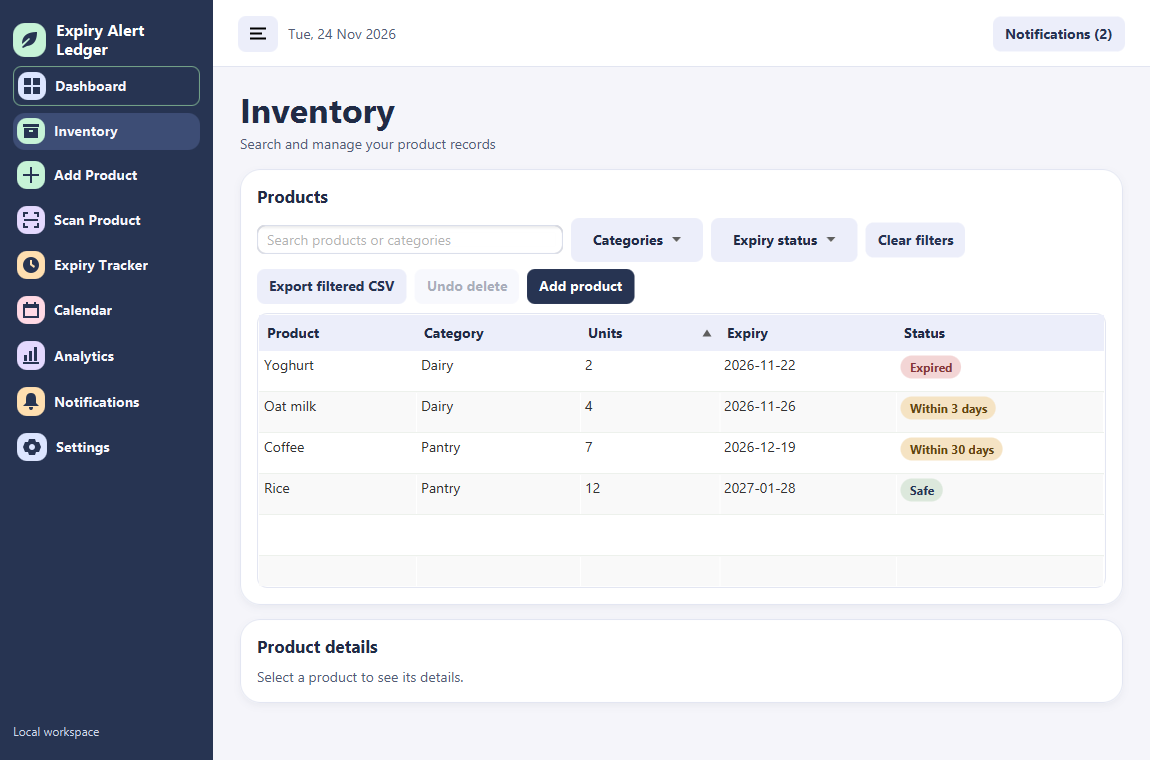 Expiry Alert
Ledger
Dashboard
Inventory
Add Product
Scan Product
Expiry Tracker
Calendar
Analytics
Notifications
Settings
Local workspace
Tue, 24 Nov 2026
Notifications (2)
Inventory
Search and manage your product records
Products
Search products or categories
Categories
Expiry status
Clear filters
Export filtered CSV
Undo delete
Add product
Product Category Units Expiry Status
Yoghurt Dairy 2 2026-11-22 Expired
Oat milk Dairy 4 2026-11-26 Within 3 days
Coffee Pantry 7 2026-12-19 Within 30 days
Rice Pantry 12 2027-01-28 Safe
Product details
Select a product to see its details.